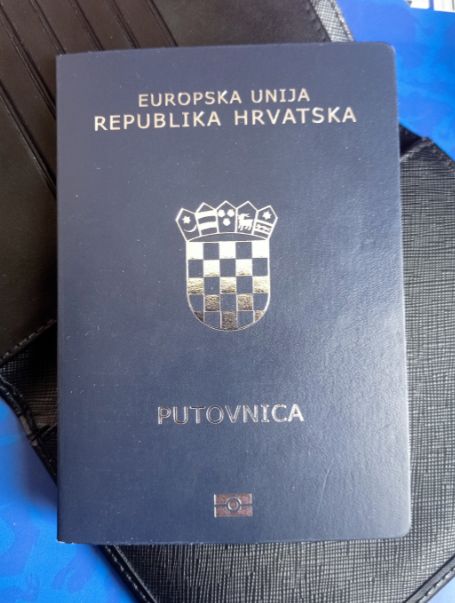 EUROPSKA UNIJA
REPUBLIKA HRVATSKA
PUTOVNICA